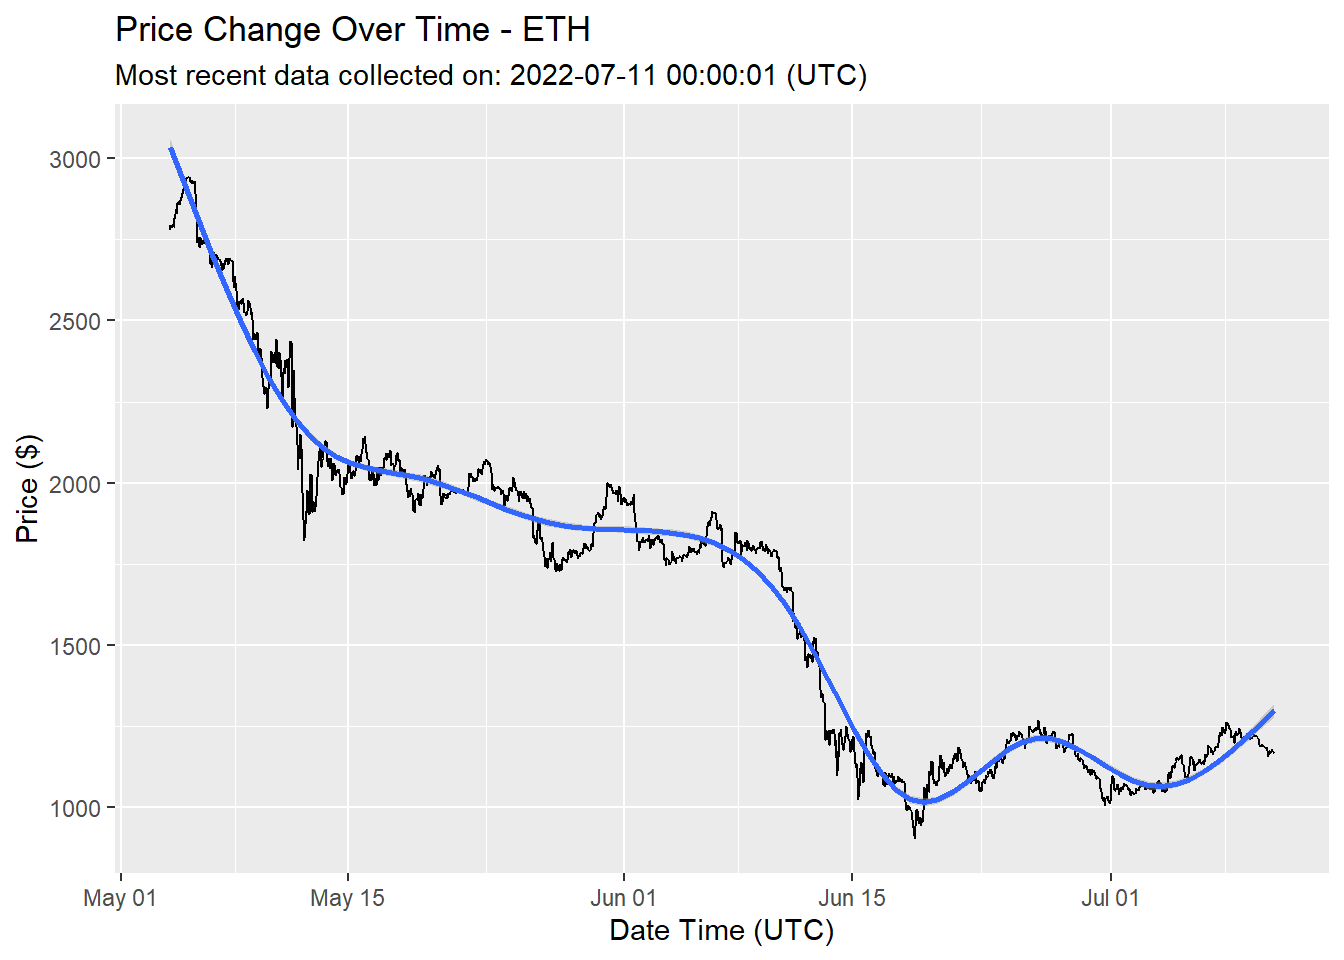 Price Change Over Time - ETH
Most recent data collected on: 2022-07-11 00:00:01 (UTC)
Price ($)
3000
2500
2000
1500
1000
May 01 May 15 Jun 01 Jun 15 Jul 01
Date Time (UTC)